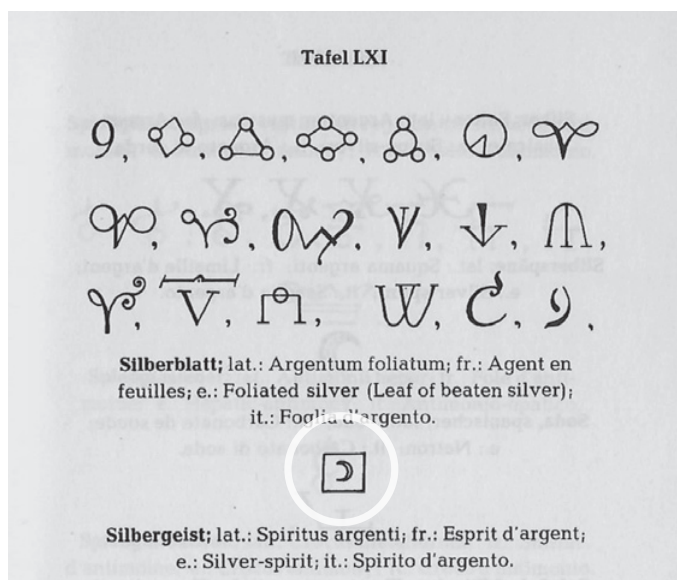 Tafel LXI
Silberblatt; lat.: Argentum foliatum; fr.: Agent en
feuilles; e.: Foliated silver (Leaf of beaten silver);
it.: Foglia d'argento.
Silbergeist; lat.: Spiritus argenti; fr.: Esprit d'argent;
e.: Silver-spirit; it.: Spirito d'argento.